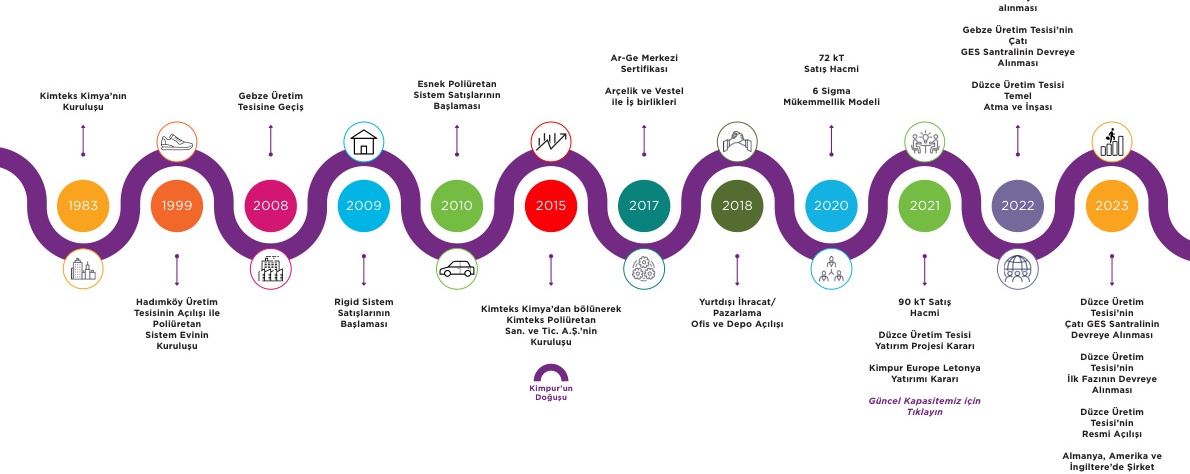 Kimteks Kimya’nın
Kuruluşu
1983
1999
Hadımköy Üretim
Tesisinin Açılışı ile
Poliüretan
Sistem Evinin
Kuruluşu
Gebze Üretim
Tesisine Geçiş
2008
2009
Rigid Sistem
Satışlarının
Başlaması
Esnek Poliüretan
Sistem Satışlarının
Başlaması
2010
2015
Kimteks Kimya’dan bölünerek
Kimteks Poliüretan
San. ve Tic. A.Ş.’nin
Kuruluşu
Kimpur’un
Doğuşu
Ar-Ge Merkezi
Sertifikası
Arçelik ve Vestel
ile İş birlikleri
2017
2018
Yurtdışı İhracat/
Pazarlama
Ofis ve Depo Açılışı
72 kT
Satış Hacmi
6 Sigma
Mükemmellik Modeli
2020
2021
90 kT Satış
Hacmi
Düzce Üretim Tesisi
Yatırım Projesi Kararı
Kimpur Europe Letonya
Yatırımı Kararı
Güncel Kapasitemiz için
Tıklayın
alınması
Gebze Üretim Tesisi’nin
Çatı
GES Santralinin Devreye
Alınması
Düzce Üretim Tesisi
Temel
Atma ve İnşası
2022
2023
Düzce Üretim
Tesisi’nin
Çatı GES Santralinin
Devreye Alınması
Düzce Üretim
Tesisi’nin
İlk Fazının Devreye
Alınması
Düzce Üretim
Tesisi’nin
Resmi Açılışı
Almanya, Amerika ve
İngiltere’de Şirket